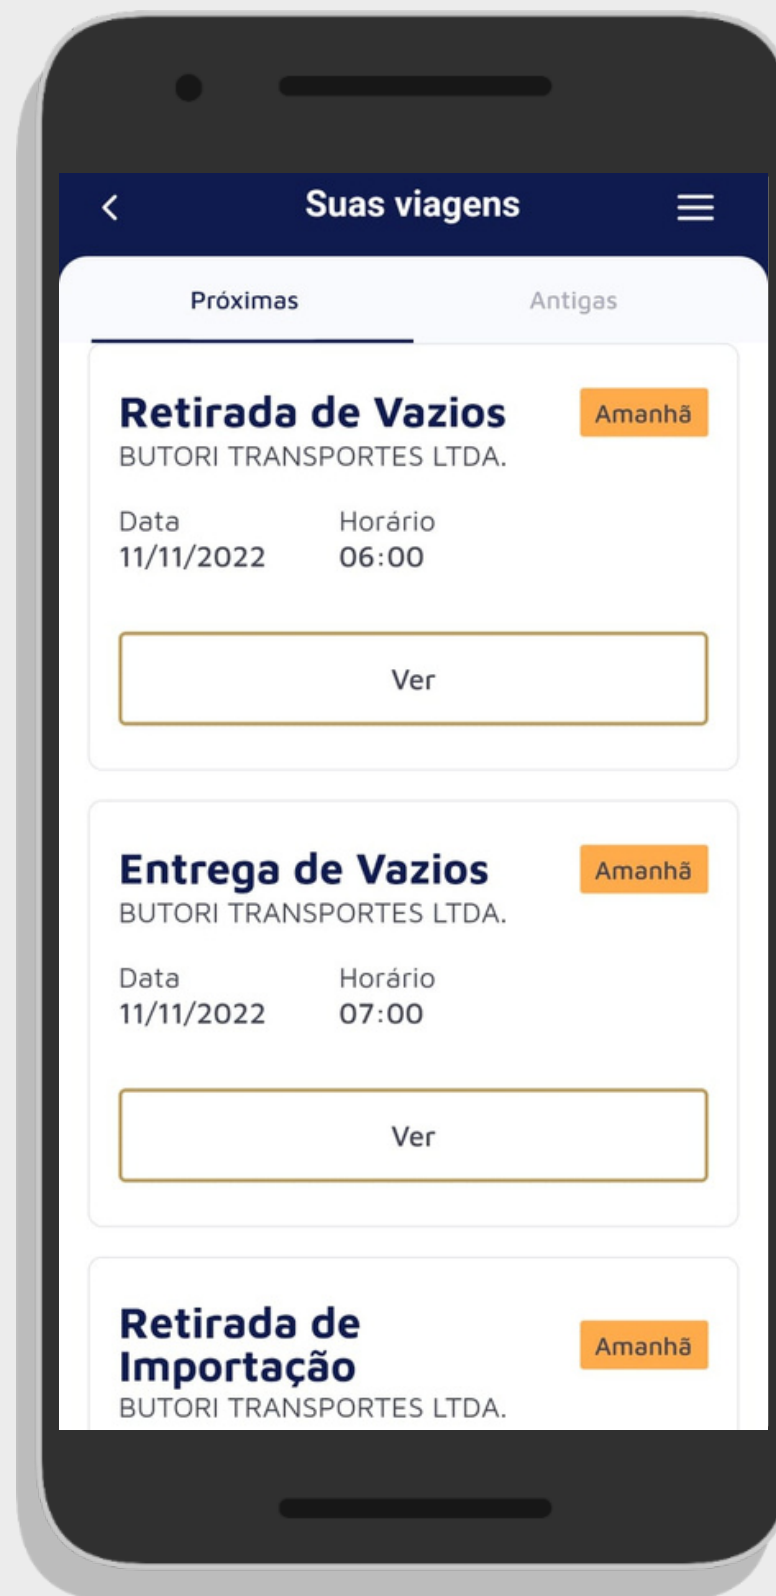 Suas viagens
Próximas Antigas
Retirada de Vazios Amanhã
BUTORI TRANSPORTES LTDA.
Data Horário
11/11/2022 06:00
Ver
Entrega de Vazios Amanhã
BUTORI TRANSPORTES LTDA.
Data Horário
11/11/2022 07:00
Ver
Retirada de
Importação Amanhã
BUTORI TRANSPORTES LTDA.